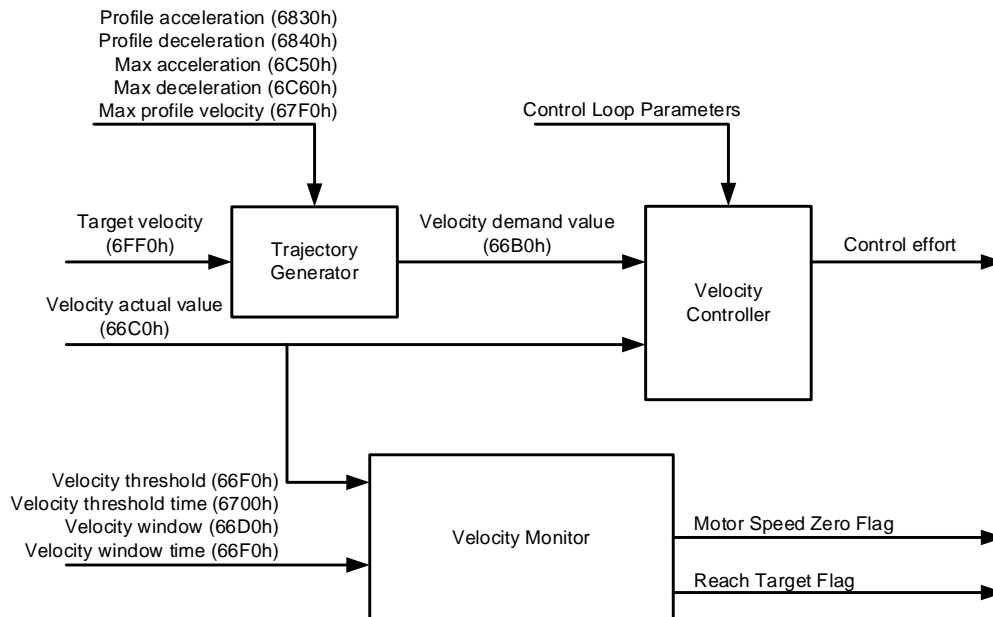 Profile acceleration (6830h)
Profile deceleration (6840h)
Max acceleration (6C50h)
Max deceleration (6C60h)
Max profile velocity (67F0h)
Control Loop Parameters
Target velocity
(6FF0h)
Trajectory
Generator
Velocity demand value
(66B0h)
Control effort
Velocity actual value
(66C0h)
Velocity
Controller
Velocity threshold (66F0h)
Velocity threshold time (6700h)
Velocity window (66D0h)
Velocity window time (66F0h)
Velocity Monitor
Motor Speed Zero Flag
Reach Target Flag